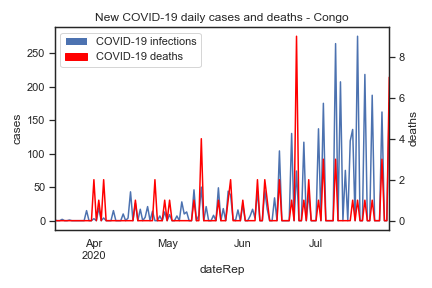 New COVID-19 daily cases and deaths - Congo
COVID-19 infections
COVID-19 deaths
250
200
150
100
50
0
cases
8
6
4
2
0
deaths
Apr
2020
May
Jun
Jul
dateRep